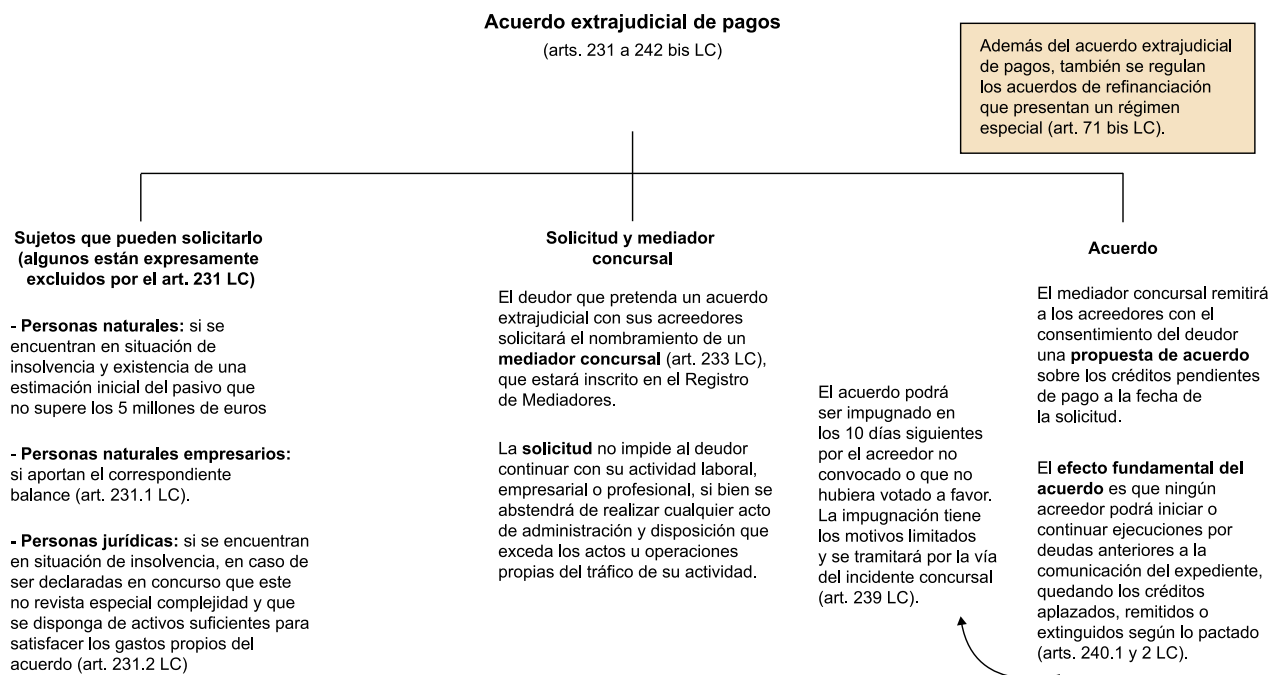 Acuerdo extrajudicial de pagos
(arts. 231 a 242 bis LC)
Además del acuerdo extrajudicial
de pagos, también se regulan
los acuerdos de refinanciación
que presentan un régimen
especial (art. 71 bis LC).
Sujetos que pueden solicitarlo
(algunos están expresamente
excluidos por el art. 231 LC)
- Personas naturales: si se
encuentran en situación de
insolvencia y existencia de una
estimación inicial del pasivo que
no supere los 5 millones de euros
- Personas naturales empresarios:
si aportan el correspondiente
balance (art. 231.1 LC).
- Personas jurídicas: si se encuentran
en situación de insolvencia, en caso de
ser declaradas en concurso que este
no revista especial complejidad y que
se disponga de activos suficientes para
satisfacer los gastos propios del
acuerdo (art. 231.2 LC)
Solicitud y mediador
concursal
El deudor que pretenda un acuerdo
extrajudicial con sus acreedores
solicitará el nombramiento de un
mediador concursal (art. 233 LC),
que estará inscrito en el Registro
de Mediadores.
La solicitud no impide al deudor
continuar con su actividad laboral,
empresarial o profesional, si bien se
abstendrá de realizar cualquier acto
de administración y disposición que
exceda los actos u operaciones
propias del tráfico de su actividad.
El acuerdo podrá
ser impugnado en
los 10 días siguientes
por el acreedor no
convocado o que no
hubiera votado a favor.
La impugnación tiene
los motivos limitados
y se tramitará por la vía
del incidente concursal
(art. 239 LC).
Acuerdo
El mediador concursal remitirá
a los acreedores con el
consentimiento del deudor
una propuesta de acuerdo
sobre los créditos pendientes
de pago a la fecha de
la solicitud.
El efecto fundamental del
acuerdo es que ningún
acreedor podrá iniciar o
continuar ejecuciones por
deudas anteriores a la
comunicación del expediente,
quedando los créditos
aplazados, remitidos o
extinguidos según lo pactado
(arts. 240.1 y 2 LC).